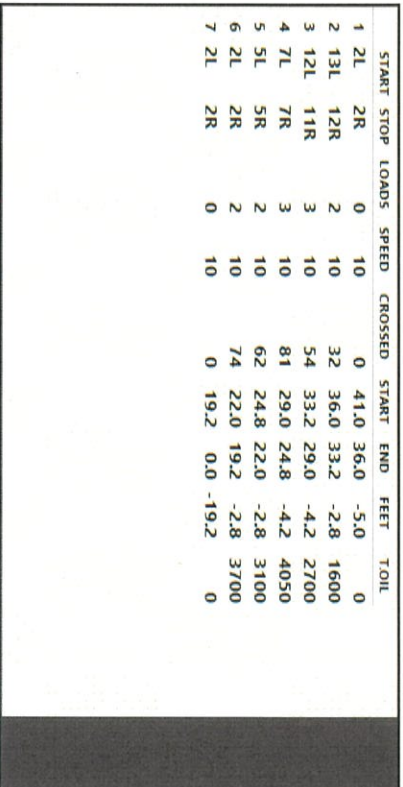 START STOP LOADS SPEED CROSSED START END FEET T.OIL
1 2L 2R 0 10 0 41.0 36.0 -5.0 0
2 13L 12R 2 10 32 36.0 33.2 -2.8 1600
3 12L 11R 3 10 54 33.2 29.0 -4.2 2700
4 7L 7R 3 10 81 29.0 24.8 -4.2 4050
5 5L 5R 2 10 62 24.8 22.0 -2.8 3100
6 2L 2R 2 10 74 22.0 19.2 -2.8 3700
7 2L 2R 0 10 0 19.2 0.0 -19.2 0